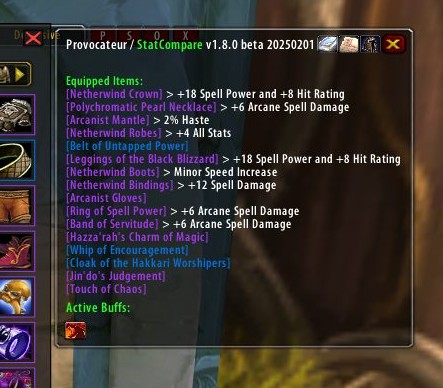 P S O X
Provocateur / StatCompare v1.8.0 beta 20250201
Equipped Items:
[Netherwind Crown] > +18 Spell Power and +8 Hit Rating
[Polychromatic Pearl Necklace] > +6 Arcane Spell Damage
[Arcanist Mantle] > 2% Haste
[Netherwind Robes] > +4 All Stats
[Belt of Untapped Power]
[Leggings of the Black Blizzard] > +18 Spell Power and +8 Hit Rating
[Netherwind Boots] > Minor Speed Increase
[Netherwind Bindings] > +12 Spell Damage
[Arcanist Gloves]
[Ring of Spell Power] > +6 Arcane Spell Damage
[Band of Servitude] > +6 Arcane Spell Damage
[Hazza'rah's Charm of Magic]
[Whip of Encouragement]
[Cloak of the Hakkari Worshipers]
[Jin'do's Judgement]
[Touch of Chaos]
Active Buffs: